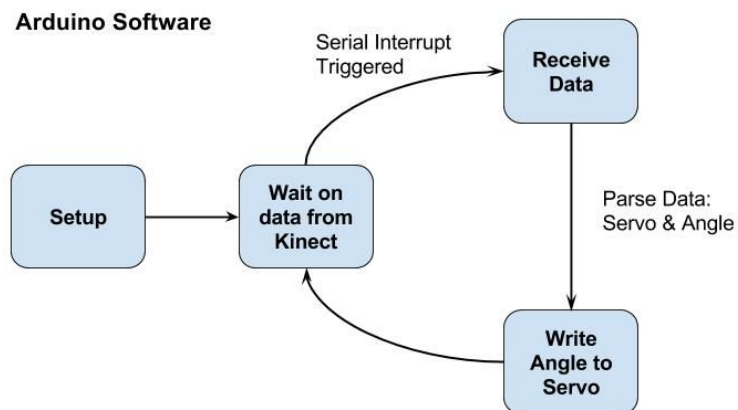 Arduino Software
Serial Interrupt
Triggered
Receive
Data
Setup
Wait on
data from
Kinect
Parse Data:
Servo & Angle
Write
Angle to
Servo